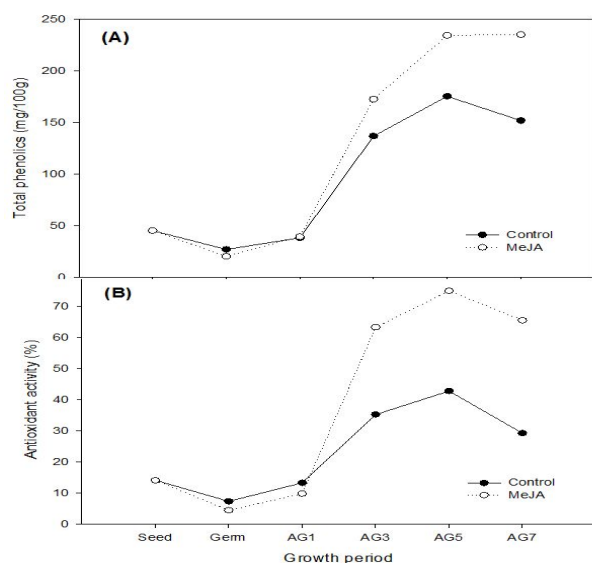 250
(A)
200
150
100
50
0
Total phenolics (mg/100g)
Control
MeJA
(B)
70
60
50
40
30
20
10
0
Antioxidant activity (%)
Control
MeJA
Seed Germ AG1 AG3 AG5 AG7
Growth period